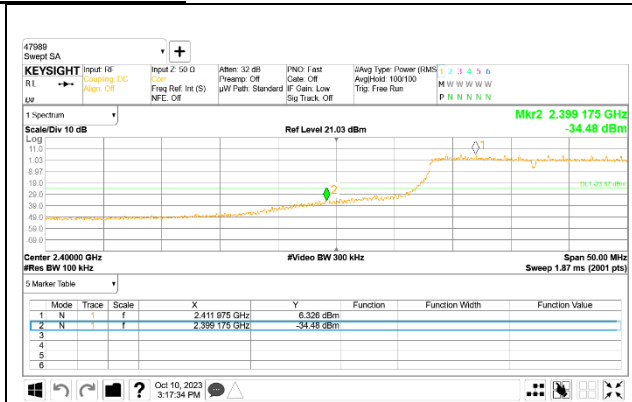 47989
Swept SA
+
KEYSIGHT Input: RF Input Z: 50 Ω Atten: 32 dB PNO: Fast #Avg Type: Power (RMS 1 2 3 4 5 6
RL Coupling: DC Corr Preamp: Off Gate: Off Avg|Hold: 100/100 M W W W W W
Align: Off Freq Ref: Int (S) µW Path: Standard IF Gain: Low Trig: Free Run
NFE: Off Sig Track: Off P N N N N N
1 Spectrum Mkr2 2.399 175 GHz
Scale/Div 10 dB Ref Level 21.03 dBm -34.48 dBm
Log
11.0
1.03
-8.97
-19.0
-29.0
-39.0
-49.0
-59.0
-69.0
1
2
Center 2.40000 GHz #Video BW 300 kHz Span 50.00 MHz
#Res BW 100 kHz Sweep 1.87 ms (2001 pts)
5 Marker Table
Mode Trace Scale X Y Function Function Width Function Value
1 N 1 f 2.411 975 GHz 6.326 dBm
2 N 1 f 2.399 175 GHz -34.48 dBm
3
4
5
6
? Oct 10, 2023
3:17:34 PM